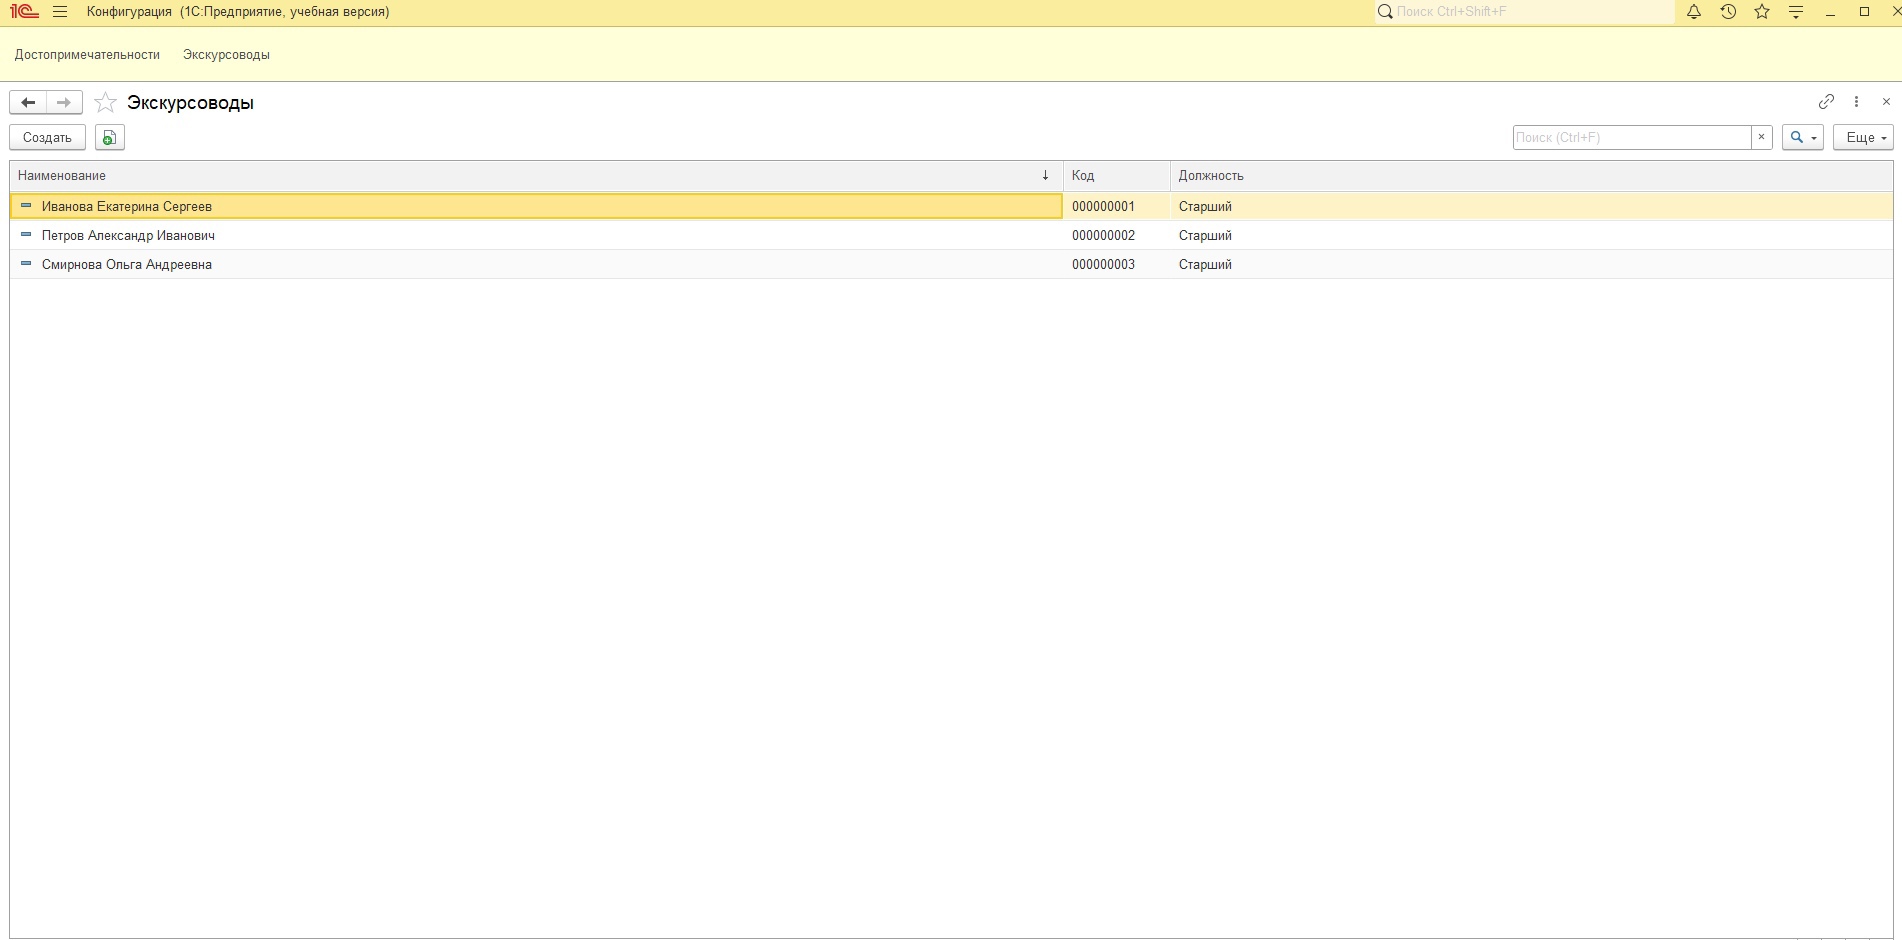 1С Конфигурация (1С:Предприятие, учебная версия) Поиск Ctrl+Shift+F
Достопримечательности Экскурсоводы
Экскурсоводы
Создать Поиск (Ctrl+F) × Еще
Наименование ↓ Код Должность
Иванова Екатерина Сергеев 000000001 Старший
Петров Александр Иванович 000000002 Старший
Смирнова Ольга Андреевна 000000003 Старший